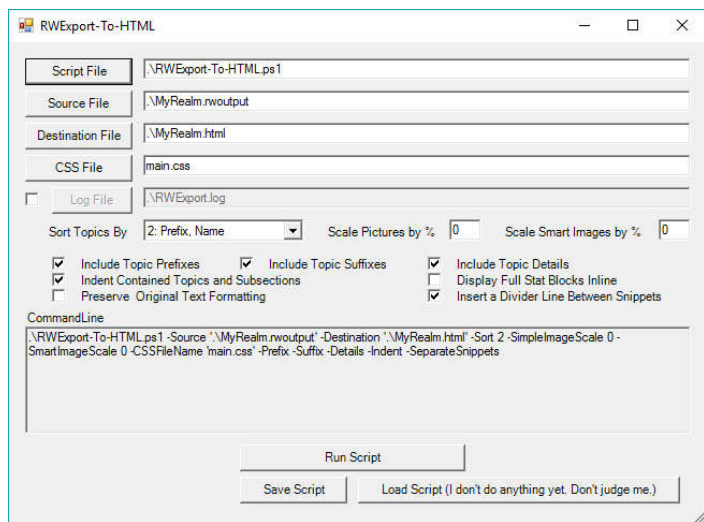 RWExport-To-HTML
Script File .\RWExport-To-HTML.ps1
Source File .\MyRealm.rwoutput
Destination File .\MyRealm.html
CSS File main.css
Log File .\RWExport.log
Sort Topics By 2: Prefix, Name Scale Pictures by % 0 Scale Smart Images by % 0
Include Topic Prefixes Include Topic Suffixes Include Topic Details
Indent Contained Topics and Subsections Display Full Stat Blocks Inline
Preserve Original Text Formatting Insert a Divider Line Between Snippets
CommandLine
.\RWExport-To-HTML.ps1 -Source '.\MyRealm.rwoutput' -Destination '.\MyRealm.html' -Sort 2 -SimpleImageScale 0 -
SmartImageScale 0 -CSSFileName 'main.css' -Prefix -Suffix -Details -Indent -SeparateSnippets
Run Script
Save Script Load Script (I don't do anything yet. Don't judge me.)